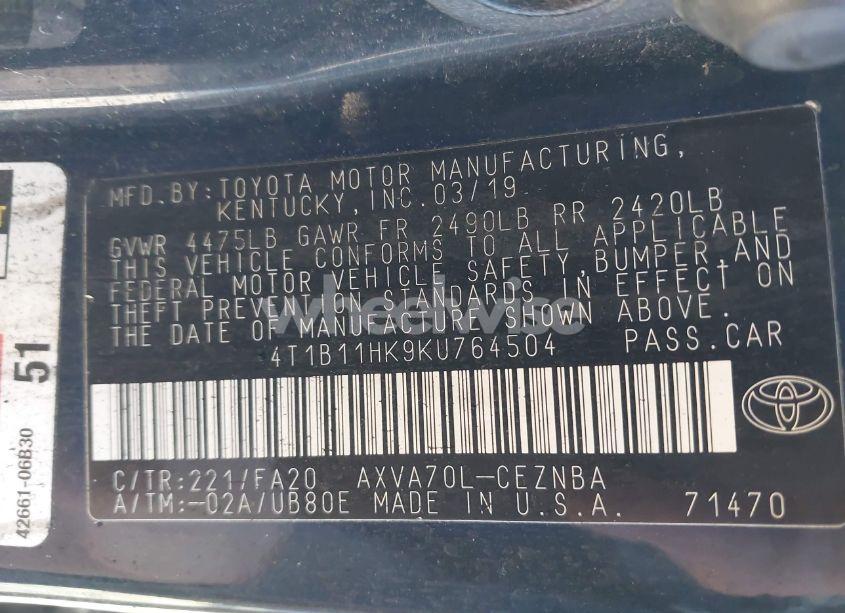 MFD.BY:TOYOTA MOTOR MANUFACTURING,
KENTUCKY,INC.03/19
GVWR 4475LB GAWR FR 2490LB RR 2420LB
THIS VEHICLE CONFORMS TO ALL APPLICABLE
FEDERAL MOTOR VEHICLE SAFETY,BUMPER,AND
THEFT PREVENTION STANDARDS IN EFFECT ON
THE DATE OF MANUFACTURE SHOWN ABOVE.
4T1B11HK9KU764504 PASS.CAR
C/TR:221/FA20 AXVA70L-CEZNBA
A/TM:-02A/UB80E MADE IN U.S.A. 71470
51
42661-06B30
wheelwise